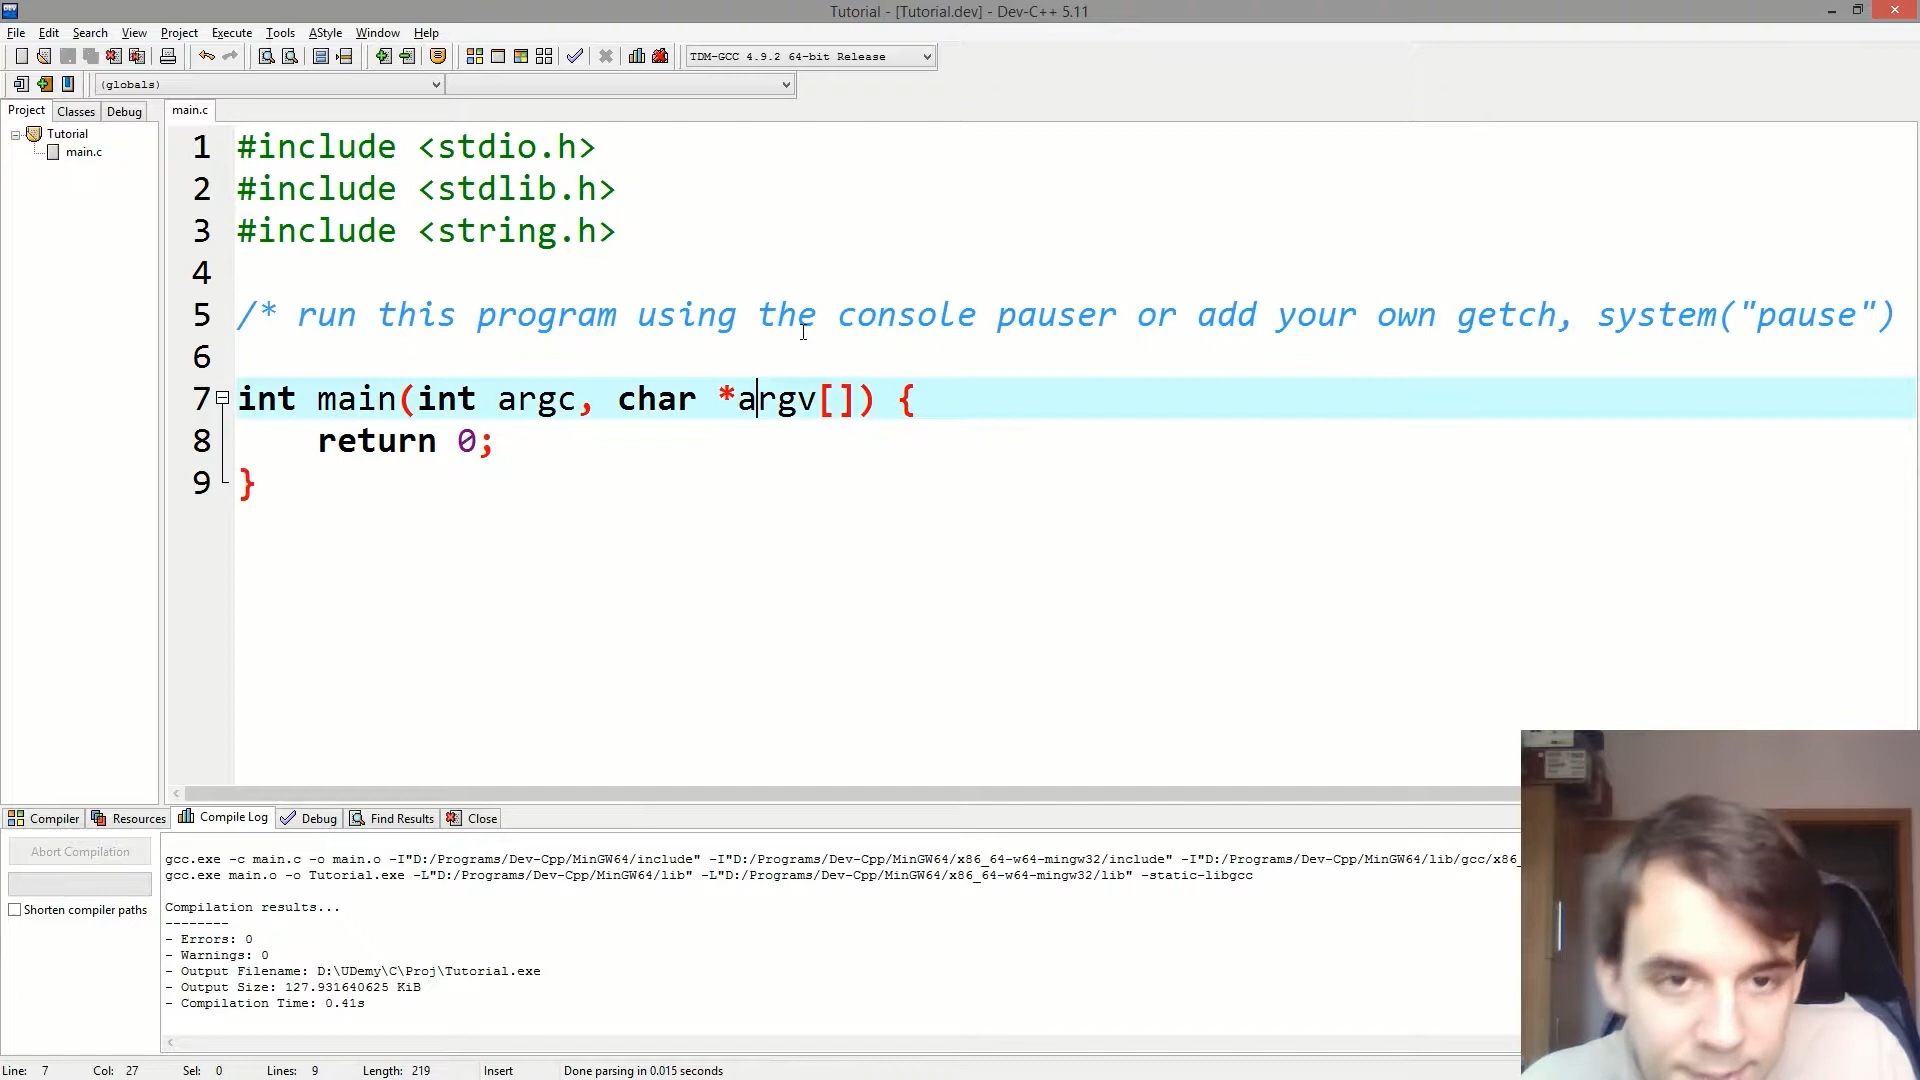 Tutorial - [Tutorial.dev] - Dev-C++ 5.11
File Edit Search View Project Execute Tools AStyle Window Help
TDM-GCC 4.9.2 64-bit Release
(globals)
Project Classes Debug
main.c
Tutorial
main.c
1 #include <stdio.h>
2 #include <stdlib.h>
3 #include <string.h>
4
5 /* run this program using the console pauser or add your own getch, system("pause")
6
7 int main(int argc, char *argv[]) {
8 return 0;
9 }
Compiler Resources Compile Log Debug Find Results Close
Abort Compilation
Shorten compiler paths
gcc.exe -c main.c -o main.o -I"D:/Programs/Dev-Cpp/MinGW64/include" -I"D:/Programs/Dev-Cpp/MinGW64/x86_64-w64-mingw32/include" -I"D:/Programs/Dev-Cpp/MinGW64/lib/gcc/x86_
gcc.exe main.o -o Tutorial.exe -L"D:/Programs/Dev-Cpp/MinGW64/lib" -L"D:/Programs/Dev-Cpp/MinGW64/x86_64-w64-mingw32/lib" -static-libgcc
Compilation results...
--------
- Errors: 0
- Warnings: 0
- Output Filename: D:\UDemy\C\Proj\Tutorial.exe
- Output Size: 127.931640625 KiB
- Compilation Time: 0.41s
Line: 7 Col: 27 Sel: 0 Lines: 9 Length: 219 Insert Done parsing in 0.015 seconds